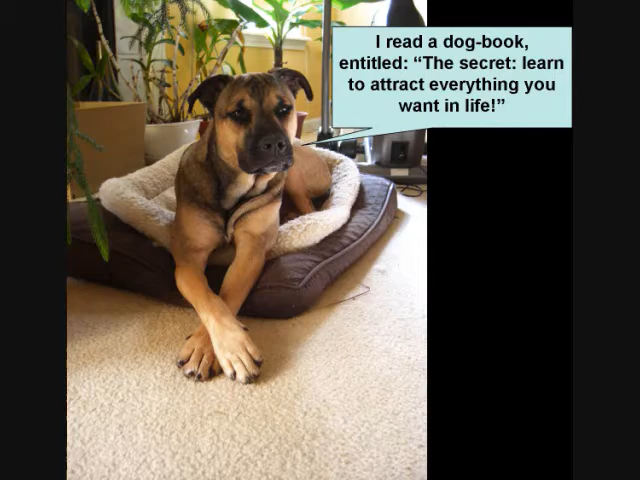 I read a dog-book,
entitled: “The secret: learn
to attract everything you
want in life!”